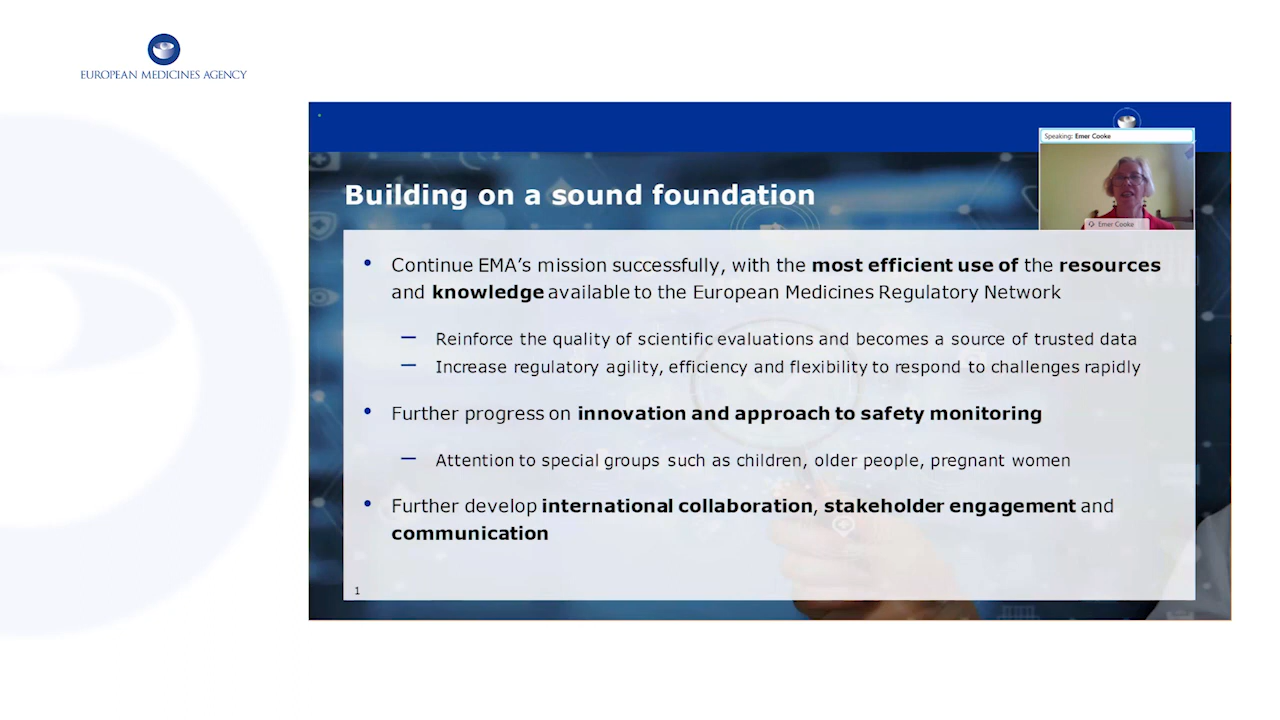 EUROPEAN MEDICINES AGENCY
Speaking: Emer Cooke
Emer Cooke
Building on a sound foundation
• Continue EMA’s mission successfully, with the most efficient use of the resources
and knowledge available to the European Medicines Regulatory Network
— Reinforce the quality of scientific evaluations and becomes a source of trusted data
— Increase regulatory agility, efficiency and flexibility to respond to challenges rapidly
• Further progress on innovation and approach to safety monitoring
— Attention to special groups such as children, older people, pregnant women
• Further develop international collaboration, stakeholder engagement and
communication
1